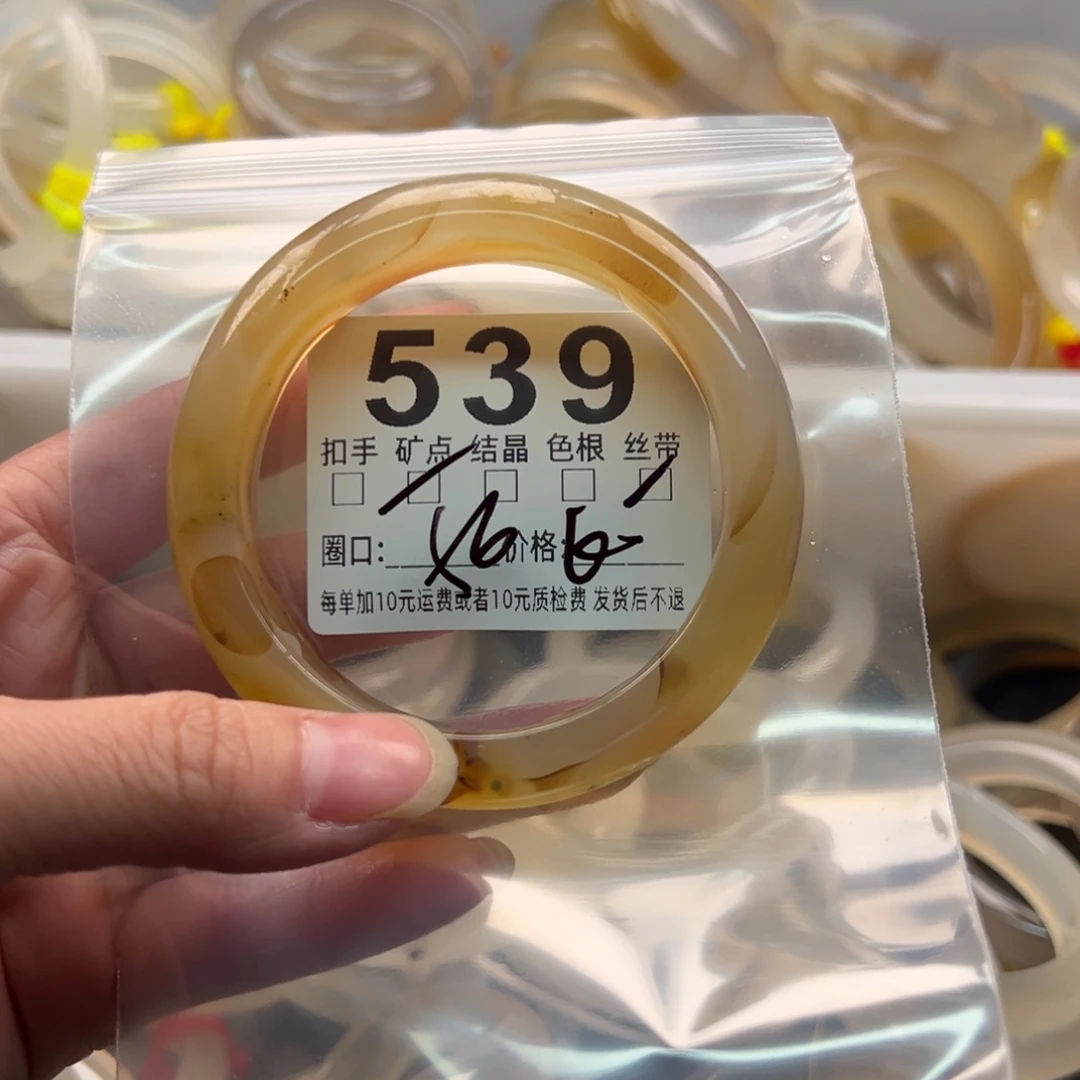 539
扣手 矿点 结晶 色根 丝带
圈口: 56 价格:
每单加10元运费或者10元质检费 发货后不退